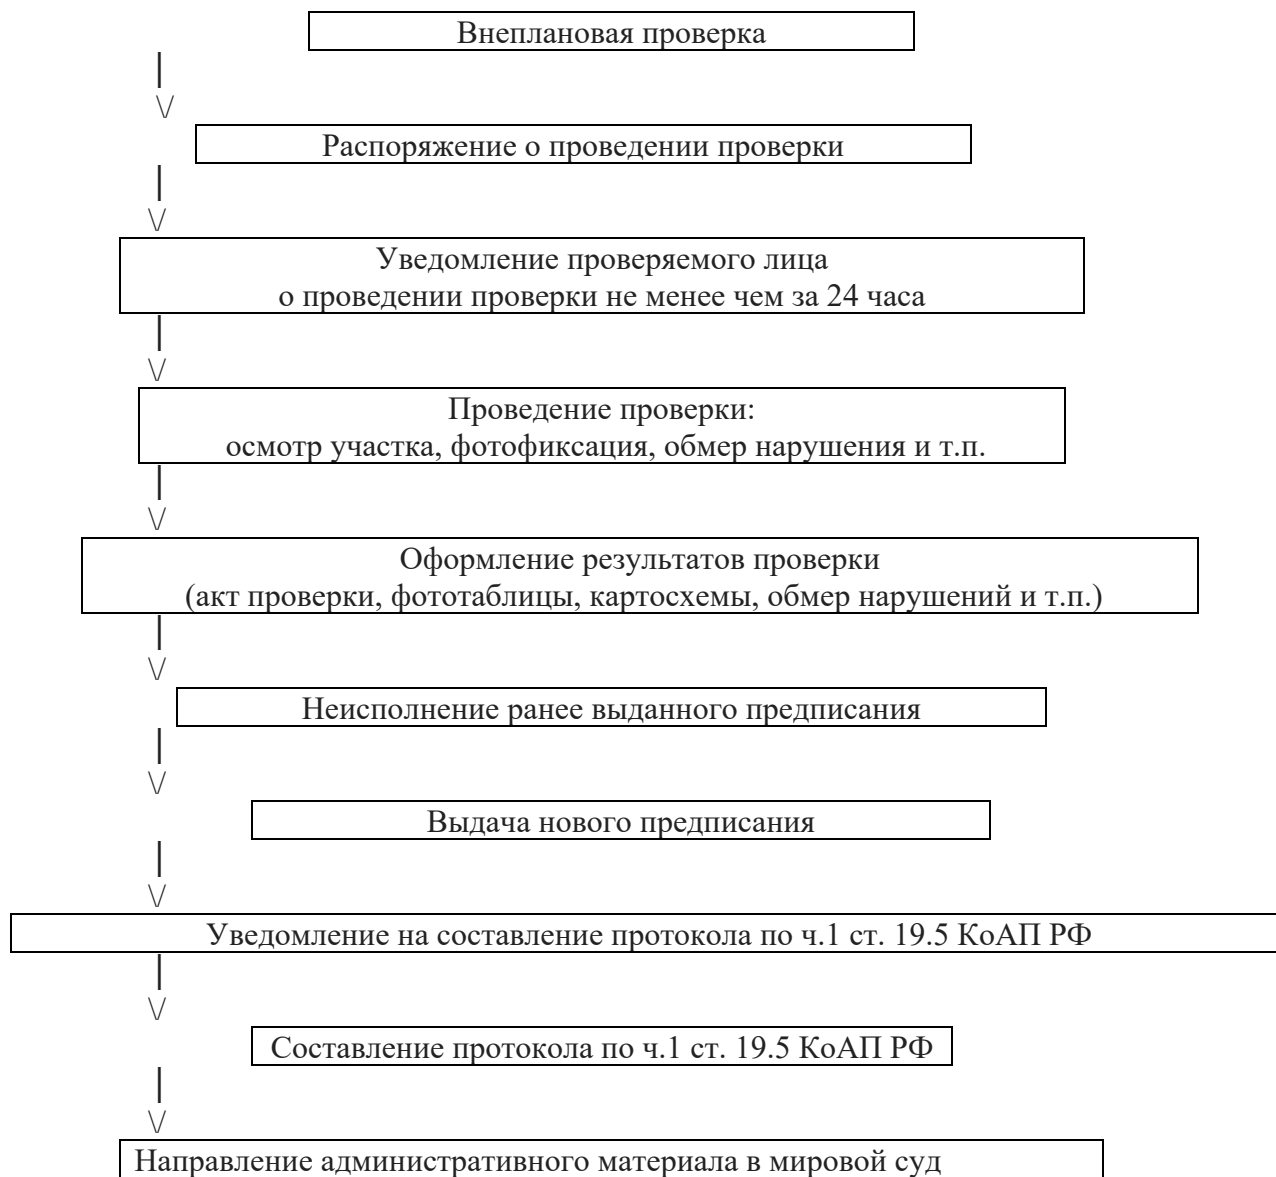 Внеплановая проверка
Распоряжение о проведении проверки
Уведомление проверяемого лица
о проведении проверки не менее чем за 24 часа
Проведение проверки:
осмотр участка, фотофиксация, обмер нарушения и т.п.
Оформление результатов проверки
(акт проверки, фототаблицы, картосхемы, обмер нарушений и т.п.)
Неисполнение ранее выданного предписания
Выдача нового предписания
Уведомление на составление протокола по ч.1 ст. 19.5 КоАП РФ
Составление протокола по ч.1 ст. 19.5 КоАП РФ
Направление административного материала в мировой суд